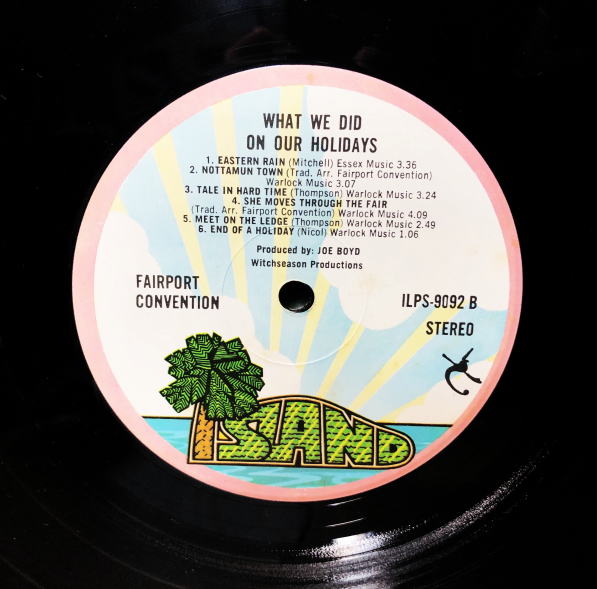 WHAT WE DID
ON OUR HOLIDAYS
1. EASTERN RAIN (Mitchell) Essex Music 3.36
2. NOTTAMUN TOWN (Trad. Arr. Fairport Convention)
Warlock Music 3.07
3. TALE IN HARD TIME (Thompson) Warlock Music 3.24
4. SHE MOVES THROUGH THE FAIR
(Trad. Arr. Fairport Convention) Warlock Music 4.09
5. MEET ON THE LEDGE (Thompson) Warlock Music 2.49
6. END OF A HOLIDAY (Nicol) Warlock Music 1.06
Produced by: JOE BOYD
Witchseason Productions
FAIRPORT
CONVENTION
ILPS-9092 B
STEREO
ISLAND